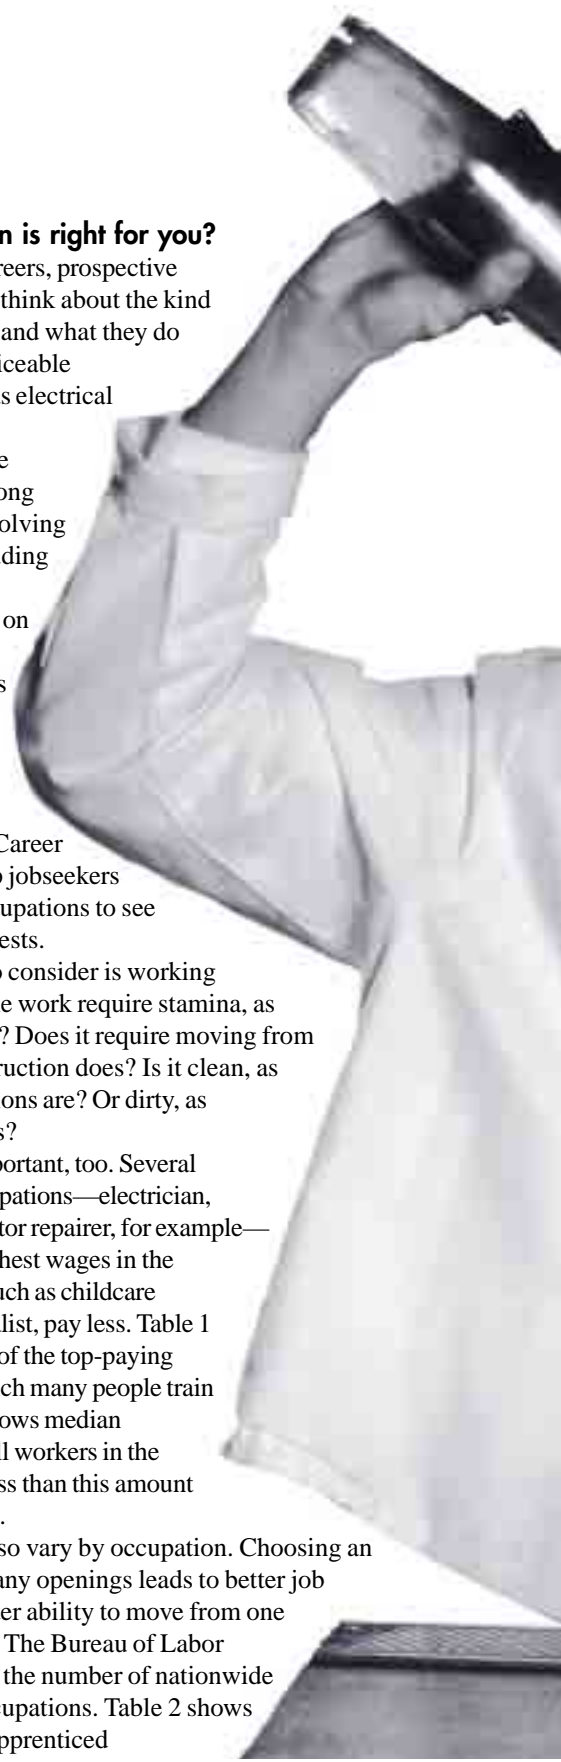 n is right for you?
reers, prospective
think about the kind
and what they do
iceable
s electrical
e
ong
olving
ding
on
s
Career
o jobseekers
upations to see
ests.
o consider is working
e work require stamina, as
? Does it require moving from
ruction does? Is it clean, as
ions are? Or dirty, as
s?
portant, too. Several
pations—electrician,
tor repairer, for example—
hest wages in the
uch as childcare
alist, pay less. Table 1
of the top-paying
ch many people train
ows median
ll workers in the
ss than this amount
.
so vary by occupation. Choosing an
any openings leads to better job
er ability to move from one
The Bureau of Labor
the number of nationwide
cupations. Table 2 shows
pprenticed